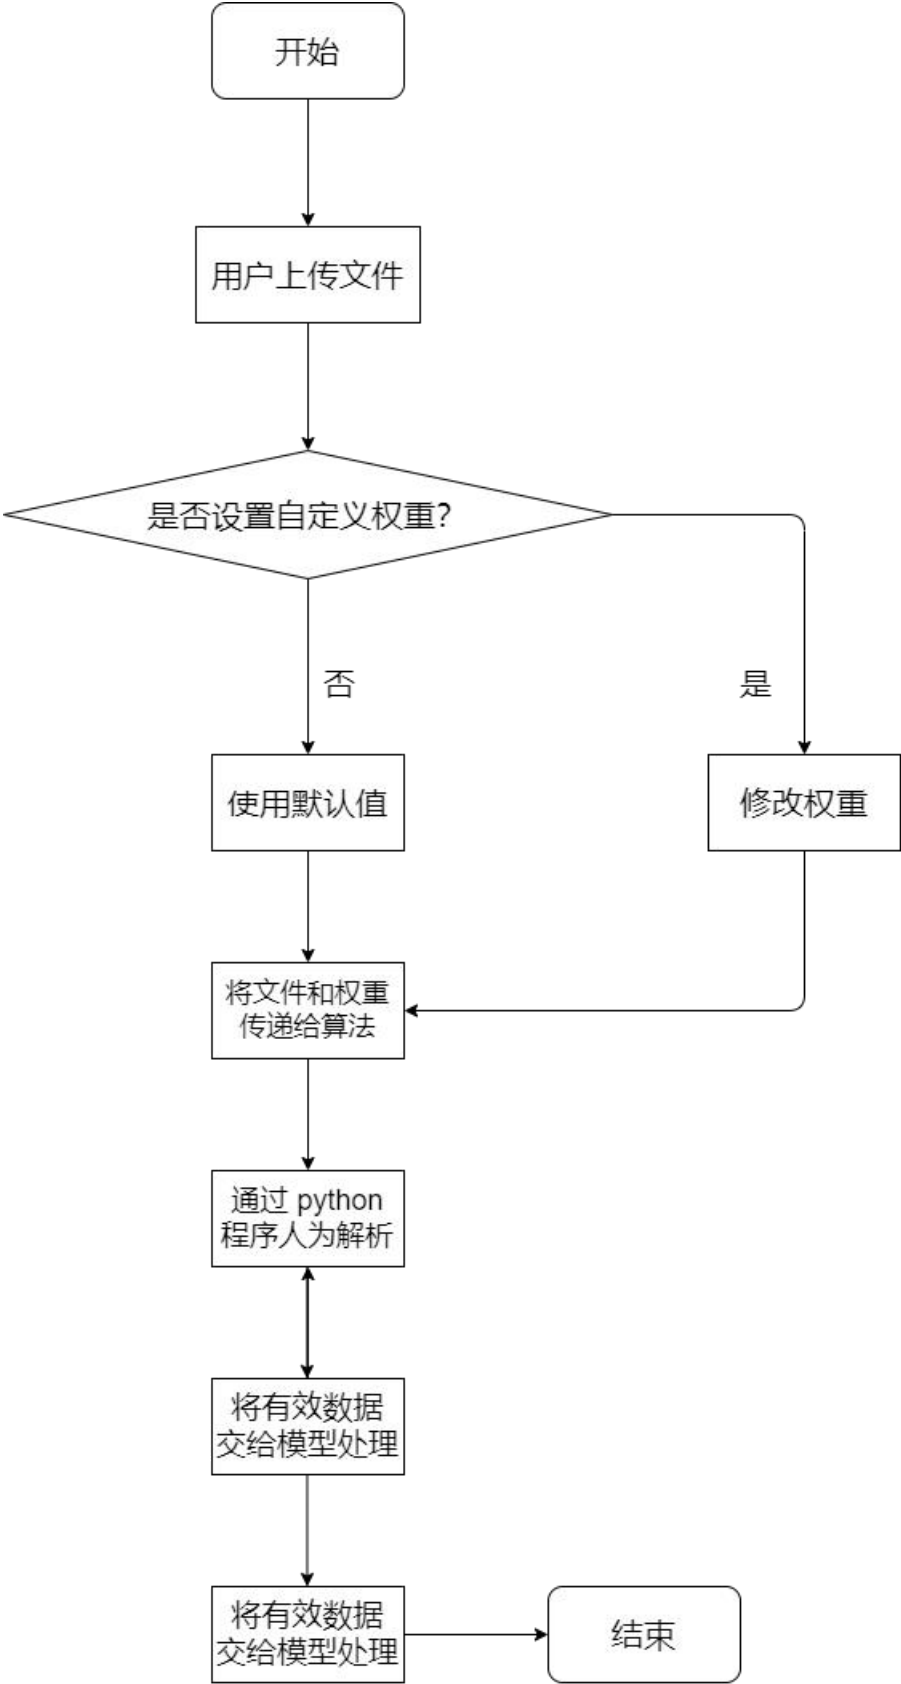 开始
用户上传文件
是否设置自定义权重?
否
是
使用默认值
修改权重
将文件和权重
传递给算法
通过 python
程序人为解析
将有效数据
交给模型处理
将有效数据
交给模型处理
结束